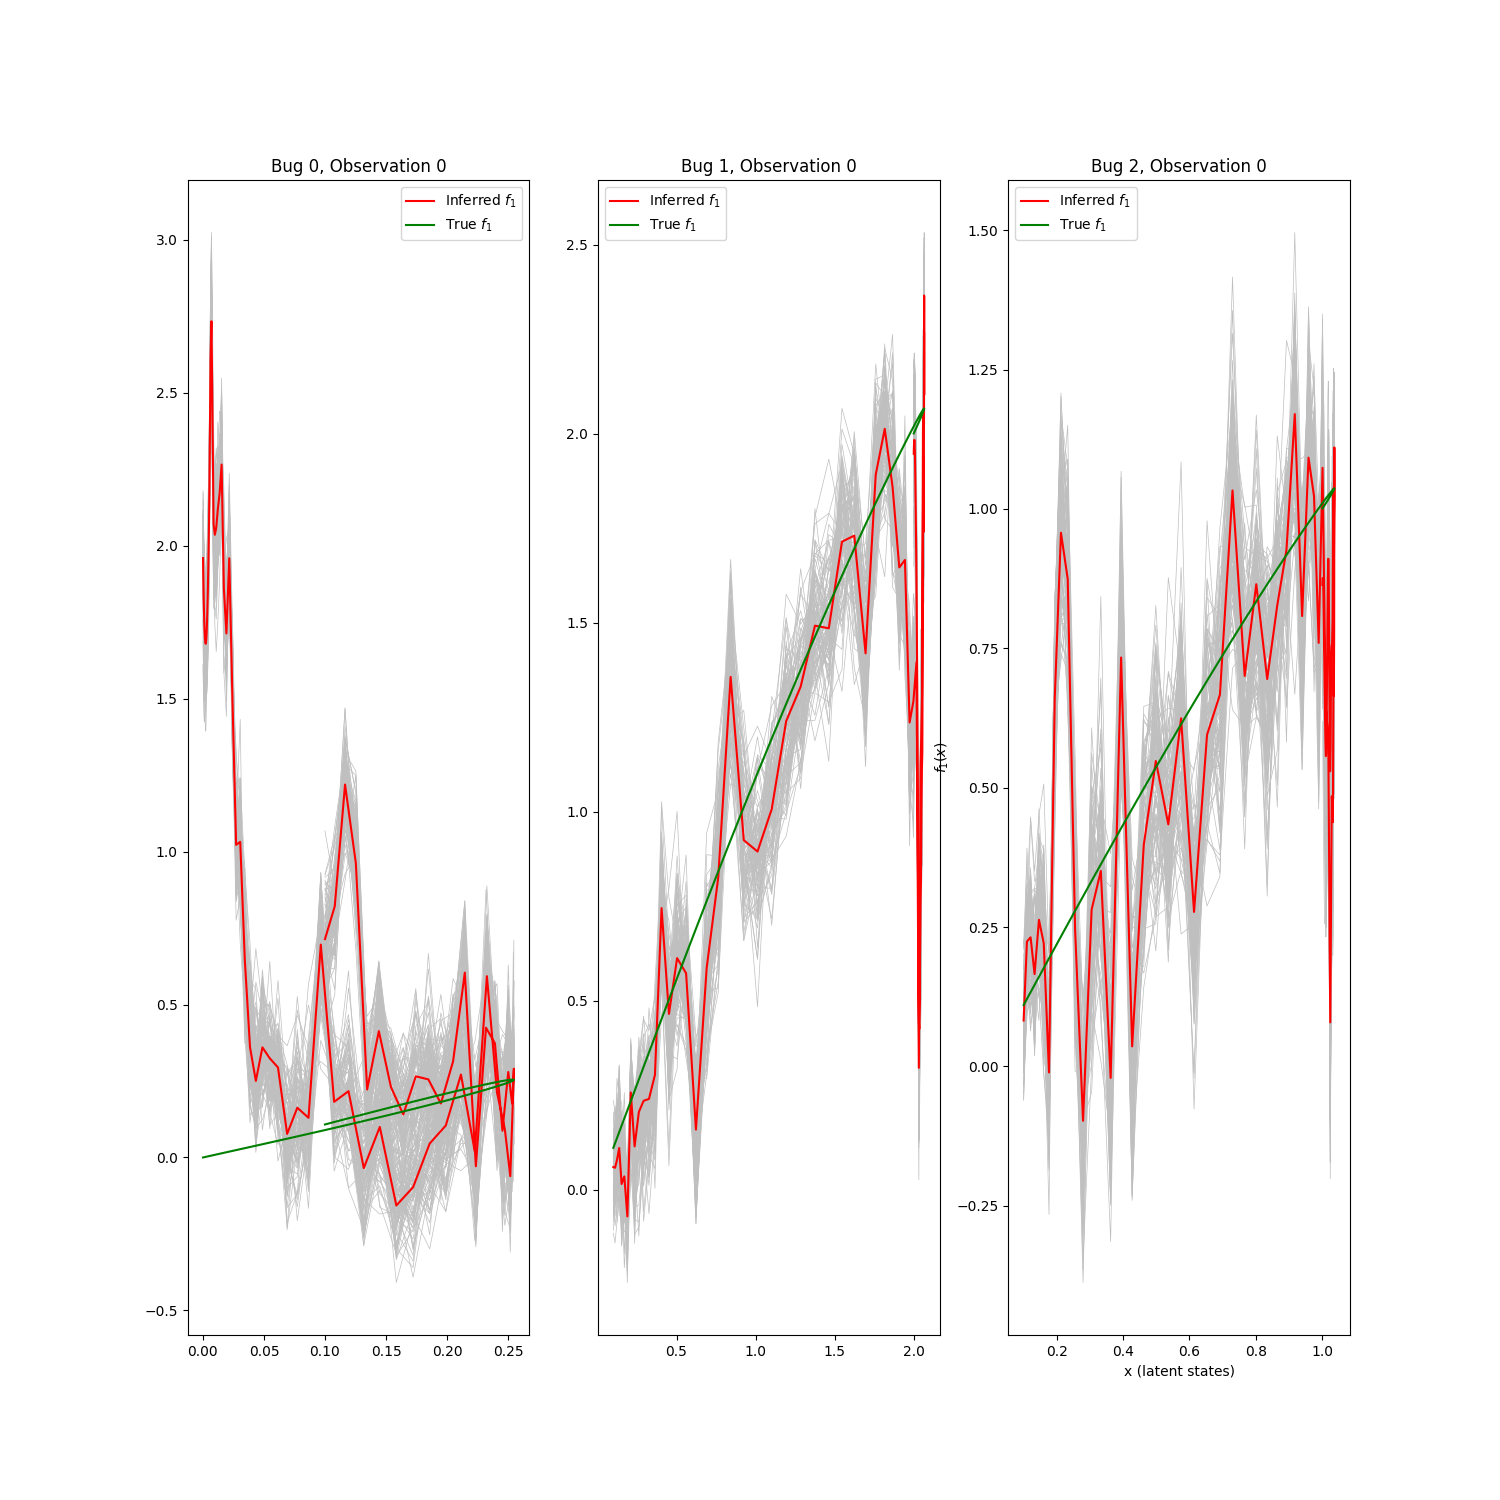 Bug 0, Observation 0
Inferred f₁
True f₁
3.0
2.5
2.0
1.5
1.0
0.5
0.0
−0.5
0.00 0.05 0.10 0.15 0.20 0.25
Bug 1, Observation 0
Inferred f₁
True f₁
2.5
2.0
1.5
1.0
0.5
0.0
0.5 1.0 1.5 2.0
Bug 2, Observation 0
Inferred f₁
True f₁
f₁(x)
1.50
1.25
1.00
0.75
0.50
0.25
0.00
−0.25
0.2 0.4 0.6 0.8 1.0
x (latent states)